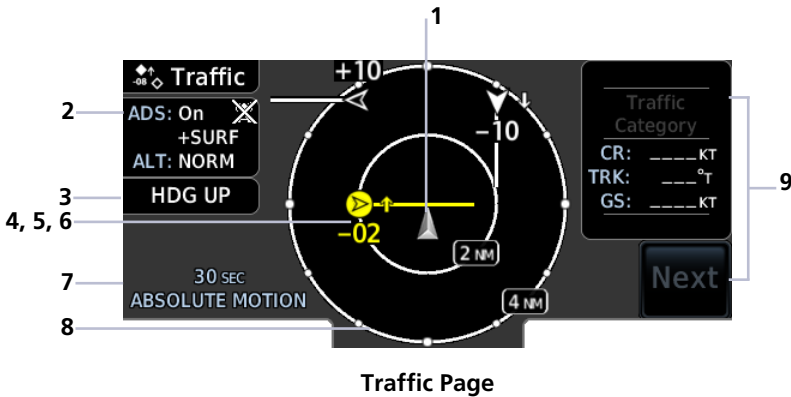 1
+10
-08 Traffic
2
ADS: On
+SURF
ALT: NORM
−10
Traffic
Category
CR: ____KT
TRK: ___°T
GS: ____KT
3
HDG UP
9
4, 5, 6
−02
2 NM
7
30 SEC
ABSOLUTE MOTION
4 NM
Next
8
Traffic Page